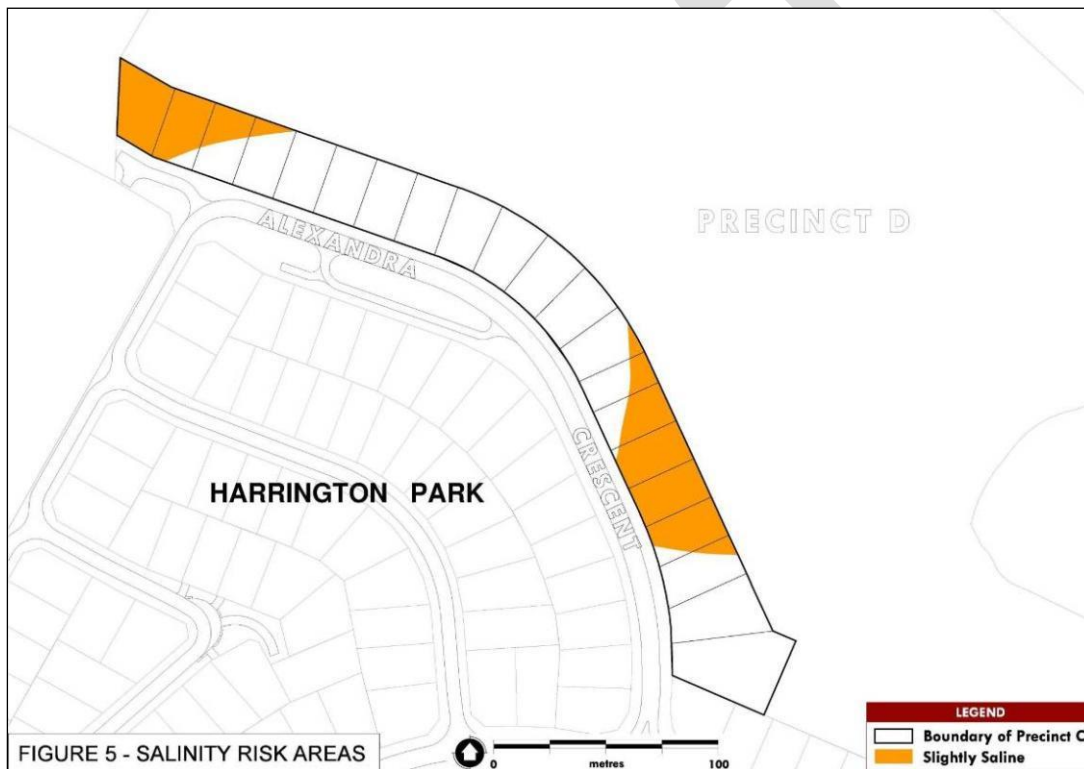 PRECINCT D
ALEXANDRA
CRESCENT
HARRINGTON PARK
FIGURE 5 - SALINITY RISK AREAS
0 metres 100
LEGEND
Boundary of Precinct C
Slightly Saline